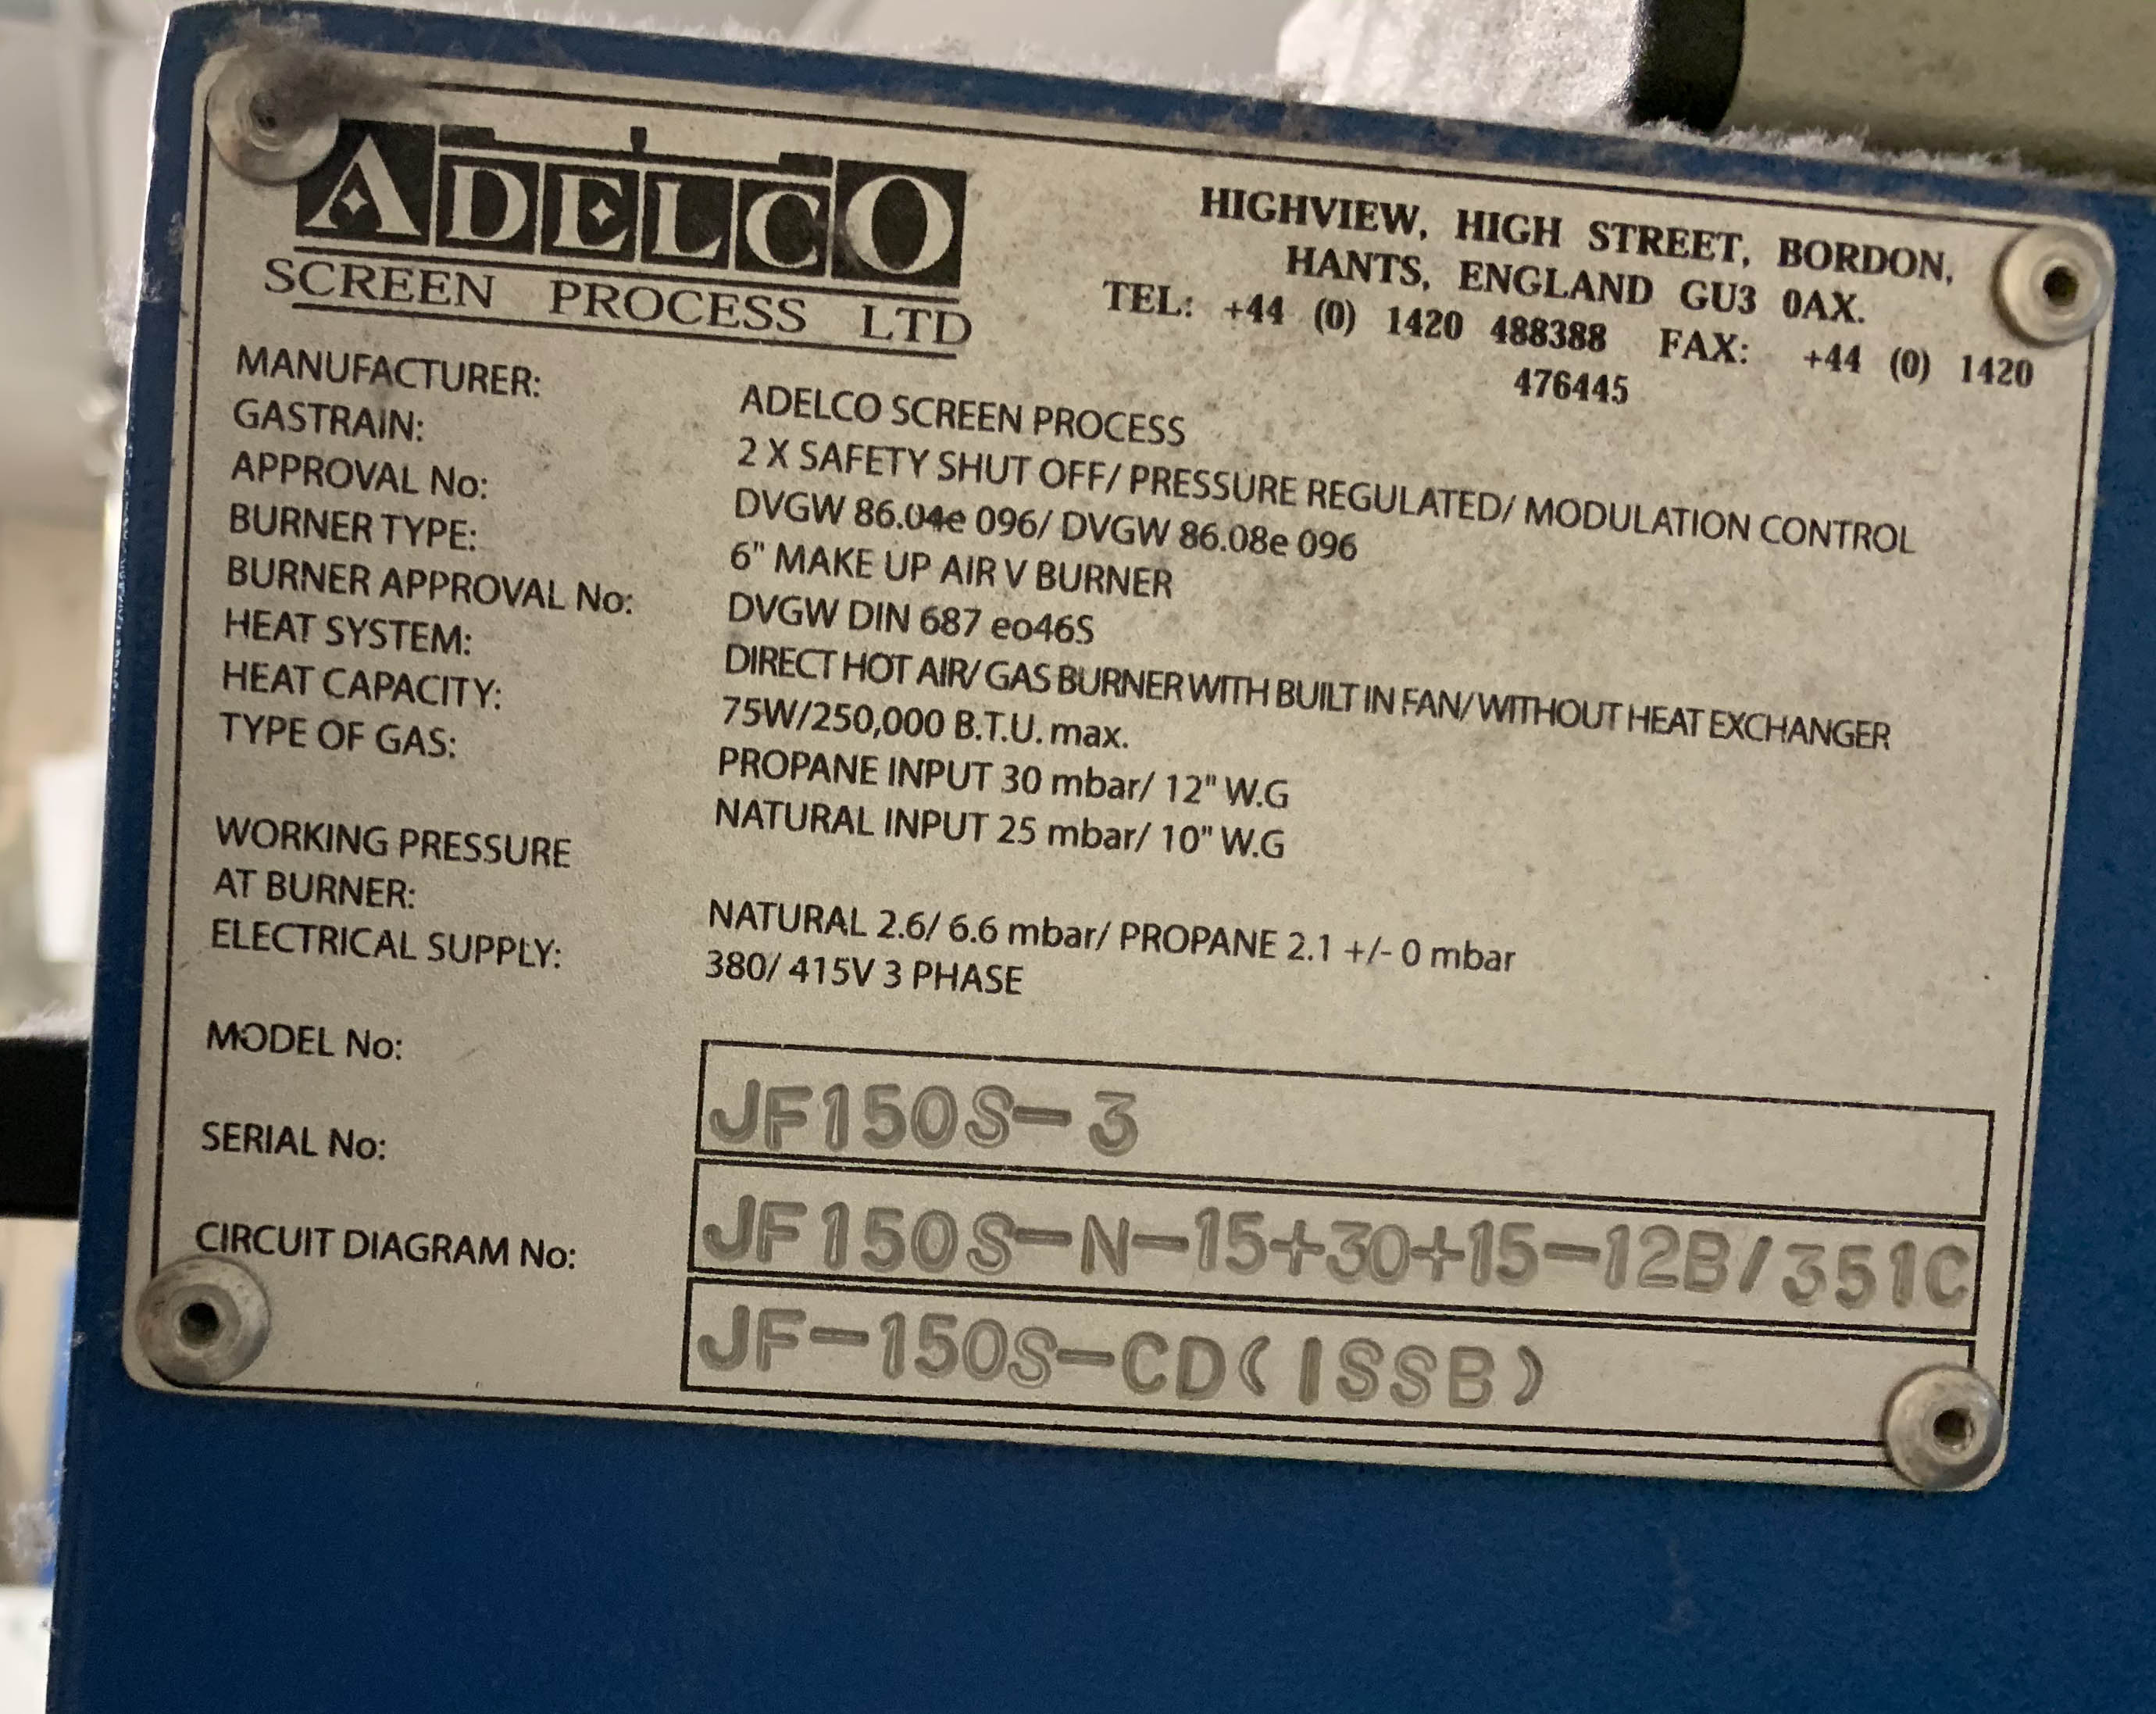 ADELCO
SCREEN PROCESS LTD
HIGHVIEW, HIGH STREET, BORDON,
HANTS, ENGLAND GU3 0AX.
TEL: +44 (0) 1420 488388 FAX: +44 (0) 1420
476445
MANUFACTURER: ADELCO SCREEN PROCESS
GASTRAIN: 2 X SAFETY SHUT OFF/ PRESSURE REGULATED/ MODULATION CONTROL
APPROVAL No: DVGW 86.04e 096/ DVGW 86.08e 096
BURNER TYPE: 6" MAKE UP AIR V BURNER
BURNER APPROVAL No: DVGW DIN 687 eo46S
HEAT SYSTEM: DIRECT HOT AIR/ GAS BURNER WITH BUILT IN FAN/ WITHOUT HEAT EXCHANGER
HEAT CAPACITY: 75W/250,000 B.T.U. max.
TYPE OF GAS: PROPANE INPUT 30 mbar/ 12" W.G
NATURAL INPUT 25 mbar/ 10" W.G
WORKING PRESSURE
AT BURNER: NATURAL 2.6/ 6.6 mbar/ PROPANE 2.1 +/- 0 mbar
ELECTRICAL SUPPLY: 380/ 415V 3 PHASE
MODEL No: JF150S-3
SERIAL No: JF150S-N-15+30+15-12B/351C
CIRCUIT DIAGRAM No: JF-150S-CD(ISSB)